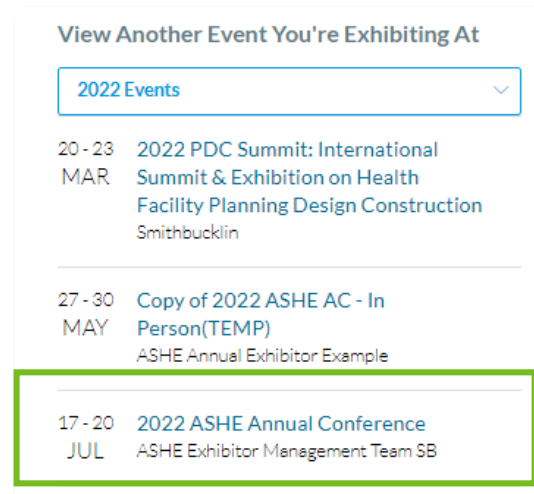 View Another Event You're Exhibiting At
2022 Events
20 - 23
MAR
2022 PDC Summit: International
Summit & Exhibition on Health
Facility Planning Design Construction
Smithbucklin
27 - 30
MAY
Copy of 2022 ASHE AC - In
Person(TEMP)
ASHE Annual Exhibitor Example
17 - 20
JUL
2022 ASHE Annual Conference
ASHE Exhibitor Management Team SB